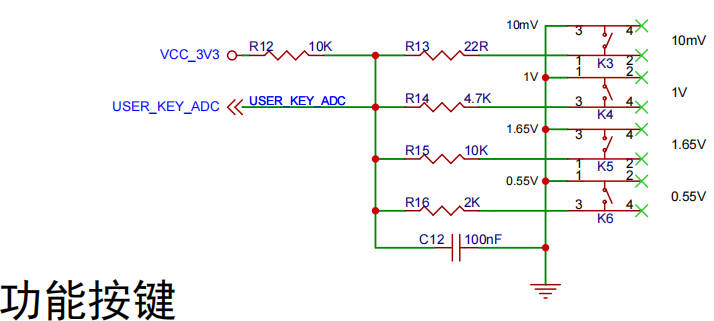 10mV 3 4
R12 10K R13 22R 10mV
VCC_3V3 1 2
K3
1V 1 2
R14 4.7K 1V
USER_KEY_ADC USER_KEY_ADC 3 4
K4
1.65V 3 4
R15 10K 1.65V
1 2
K5
0.55V 1 2
R16 2K 0.55V
3 4
K6
C12 100nF
功能按键